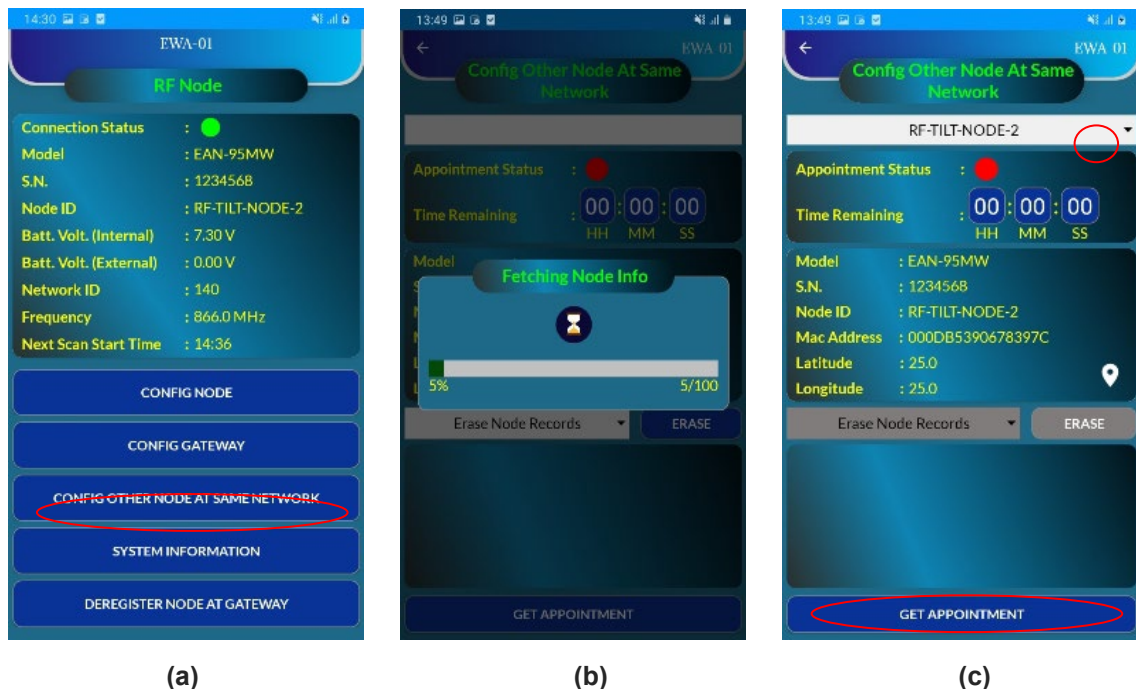 14:30
EWA-01
RF Node
Connection Status :
Model : EAN-95MW
S.N. : 1234568
Node ID : RF-TILT-NODE-2
Batt. Volt. (Internal) : 7.30 V
Batt. Volt. (External) : 0.00 V
Network ID : 140
Frequency : 866.0 MHz
Next Scan Start Time : 14:36
CONFIG NODE
CONFIG GATEWAY
CONFIG OTHER NODE AT SAME NETWORK
SYSTEM INFORMATION
DEREGISTER NODE AT GATEWAY
(a)
13:49
EWA 01
Config Other Node At Same
Network
Appointment Status :
Time Remaining : 00 : 00 : 00
HH MM SS
Model
Fetching Node Info
5% 5/100
Erase Node Records ERASE
GET APPOINTMENT
(b)
13:49
EWA 01
Config Other Node At Same
Network
RF-TILT-NODE-2
Appointment Status :
Time Remaining : 00 : 00 : 00
HH MM SS
Model : EAN-95MW
S.N. : 1234568
Node ID : RF-TILT-NODE-2
Mac Address : 000DB5390678397C
Latitude : 25.0
Longitude : 25.0
Erase Node Records ERASE
GET APPOINTMENT
(c)